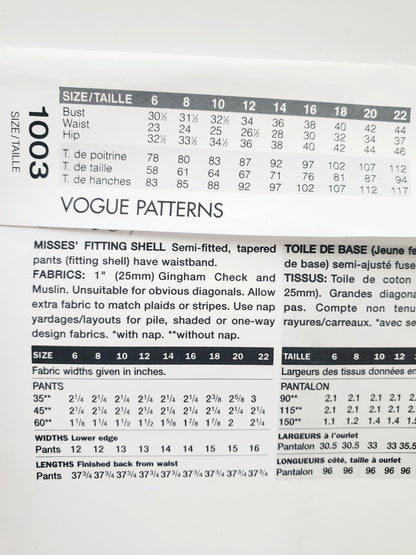 1003
SIZE/TAILLE
SIZE/TAILLE 6 8 10 12 14 16 18 20 22
Bust 30½ 31½ 32½ 34 36 38 40 42 44
Waist 23 24 25 26½ 28 30 32 34 37
Hip 32½ 33½ 34½ 36 38 40 42 44 46
T. de poitrine 78 80 83 87 92 97 102 107 112
T. de taille 58 61 64 67 71 76 81 87 94
T. de hanches 83 85 88 92 97 102 107 112 117
VOGUE PATTERNS
MISSES' FITTING SHELL Semi-fitted, tapered
pants (fitting shell) have waistband.
FABRICS: 1" (25mm) Gingham Check and
Muslin. Unsuitable for obvious diagonals. Allow
extra fabric to match plaids or stripes. Use nap
yardages/layouts for pile, shaded or one-way
design fabrics. *with nap. **without nap.
SIZE 6 8 10 12 14 16 18 20 22
Fabric widths given in inches.
PANTS
35** 2¼ 2¼ 2¼ 2¼ 2¼ 2¼ 2⅜ 2⅝ 3
45** 2¼ 2¼ 2¼ 2¼ 2¼ 2¼ 2¼ 2¼ 2¼
60** 1⅛ 1¼ 1½ 1½ 1⅝ 1⅞ 1⅞ 2 2¼
WIDTHS Lower edge
Pants 12 12 13 13 14 14 15 15 16
LENGTHS Finished back from waist
Pants 37¾ 37¾ 37¾ 37¾ 37¾ 37¾ 37¾ 37¾ 37¾
TOILE DE BASE (Jeune fe
de base) semi-ajusté fuse
TISSUS: Toile de coton
25mm). Grandes diagona
pas. Compte non tenu
rayures/carreaux. *avec se
TAILLE 6 8 10 12
Largeurs des tissus données en
PANTALON
90** 2.1 2.1 2.1 2.1
115** 2.1 2.1 2.1 2.1
150** 1.1 1.2 1.4 1.4
LARGEURS à l'ourlet
Pantalon 30.5 30.5 33 33 35.5
LONGUEURS côté, taille à ourlet
Pantalon 96 96 96 96 96